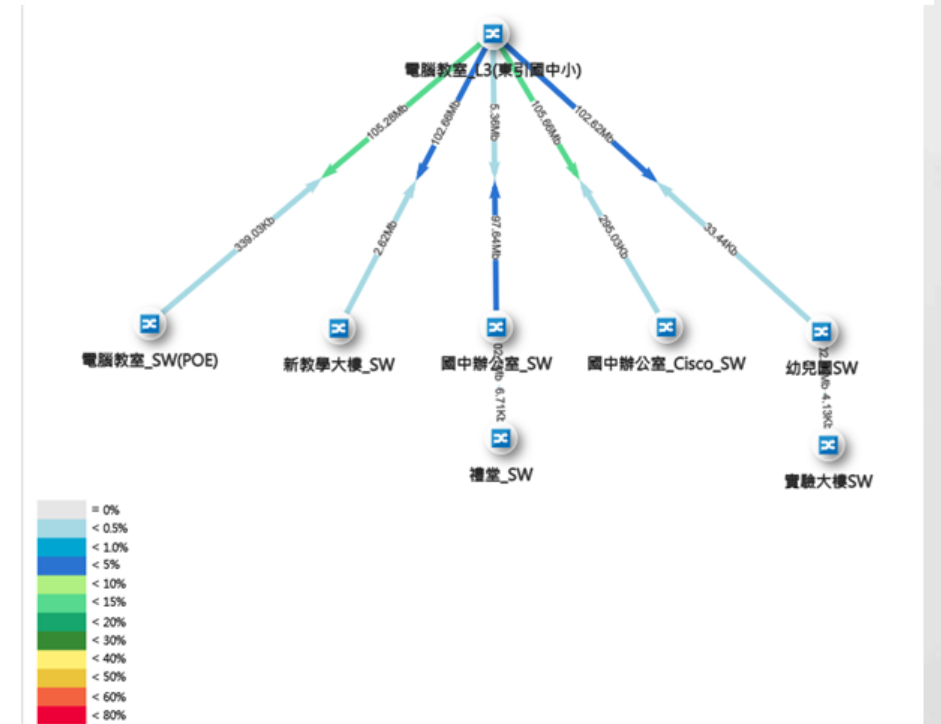 電腦教室_L3(東引國中小)
105.28Mb
102.66Mb
5.36Mb
105.66Mb
102.62Mb
339.03Kb
2.62Mb
97.64Mb
295.03Kb
33.44Kb
電腦教室_SW(POE)
新教學大樓_SW
國中辦公室_SW
國中辦公室_Cisco_SW
幼兒園SW
6.71Kb
4.13Kb
禮堂_SW
實驗大樓SW
= 0%
< 0.5%
< 1.0%
< 5%
< 10%
< 15%
< 20%
< 30%
< 40%
< 50%
< 60%
< 80%